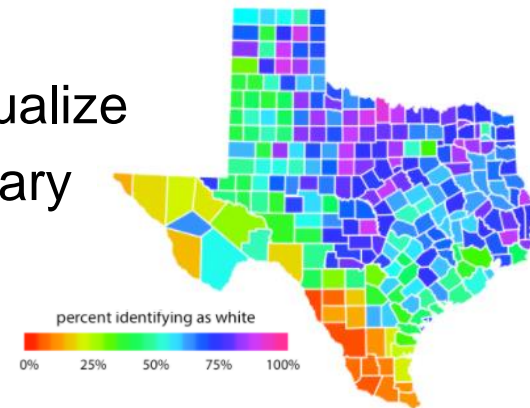 ualize
ary
percent identifying as white
0% 25% 50% 75% 100%